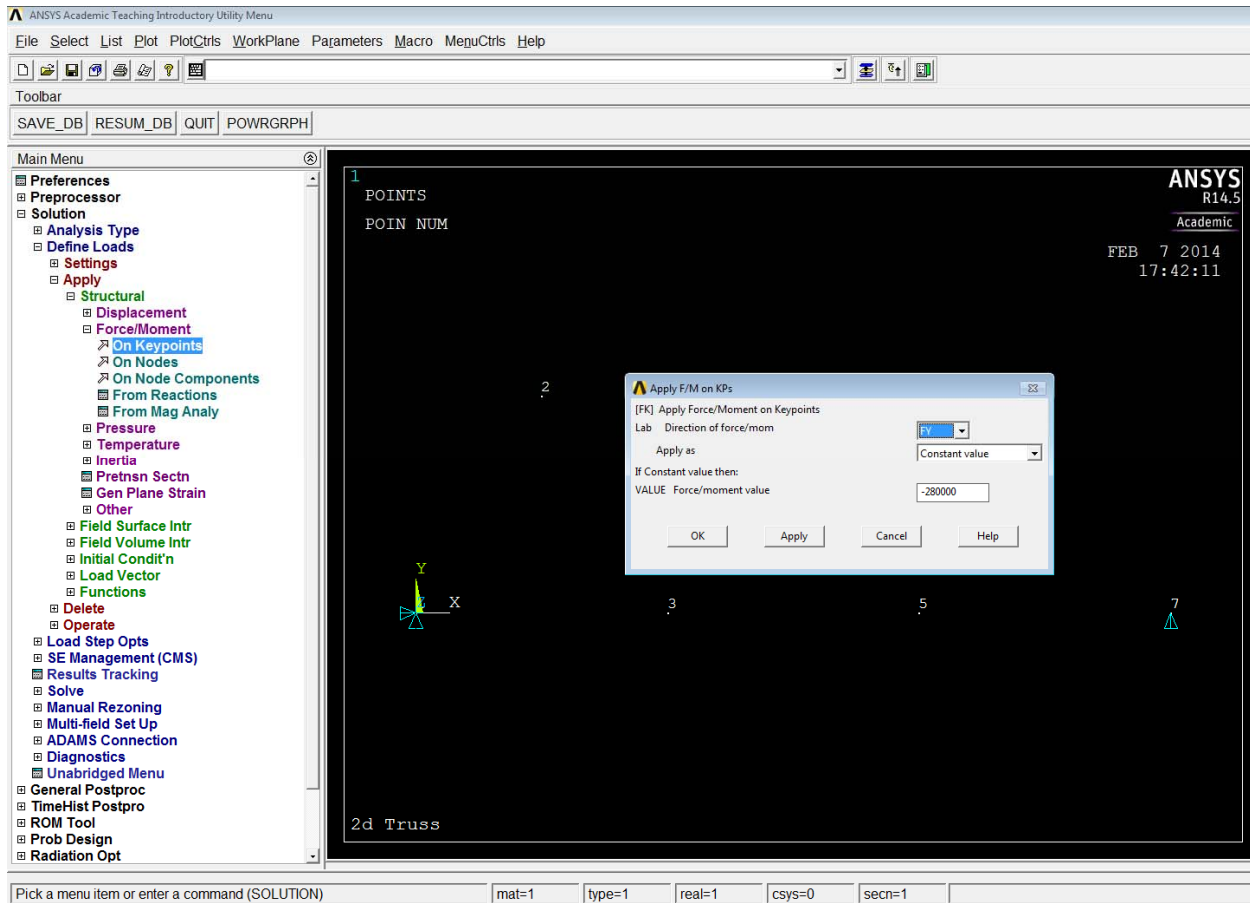 ANSYS Academic Teaching Introductory Utility Menu
File Select List Plot PlotCtrls WorkPlane Parameters Macro MenuCtrls Help
Toolbar
SAVE_DB RESUM_DB QUIT POWRGRPH
Main Menu
Preferences
Preprocessor
Solution
Analysis Type
Define Loads
Settings
Apply
Structural
Displacement
Force/Moment
On Keypoints
On Nodes
On Node Components
From Reactions
From Mag Analy
Pressure
Temperature
Inertia
Pretnsn Sectn
Gen Plane Strain
Other
Field Surface Intr
Field Volume Intr
Initial Condit'n
Load Vector
Functions
Delete
Operate
Load Step Opts
SE Management (CMS)
Results Tracking
Solve
Manual Rezoning
Multi-field Set Up
ADAMS Connection
Diagnostics
Unabridged Menu
General Postproc
TimeHist Postpro
ROM Tool
Prob Design
Radiation Opt
1
POINTS
POIN NUM
ANSYS
R14.5
Academic
FEB 7 2014
17:42:11
2
Apply F/M on KPs
[FK] Apply Force/Moment on Keypoints
Lab Direction of force/mom FY
Apply as Constant value
If Constant value then:
VALUE Force/moment value -280000
OK Apply Cancel Help
Y
X 3 5 7
2d Truss
Pick a menu item or enter a command (SOLUTION) mat=1 type=1 real=1 csys=0 secn=1